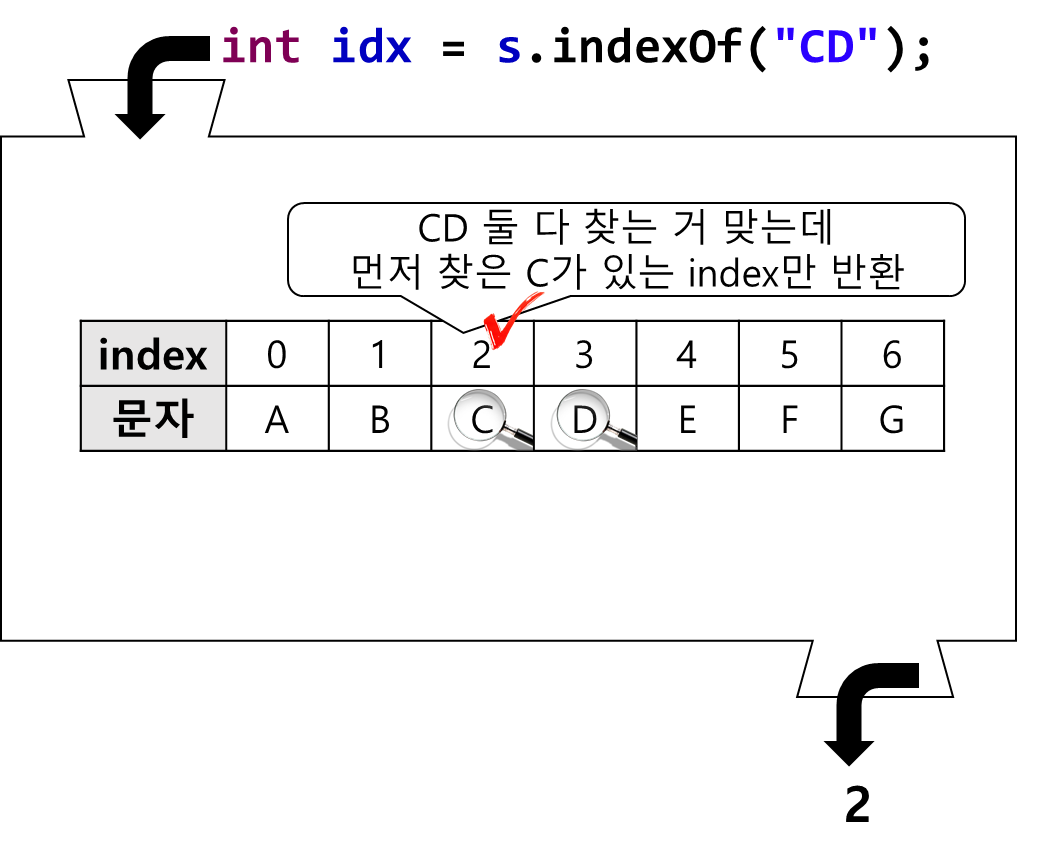 int idx = s.indexOf("CD");
CD 둘 다 찾는 거 맞는데
먼저 찾은 C가 있는 index만 반환
index 0 1 2 3 4 5 6
문자 A B C D E F G
2